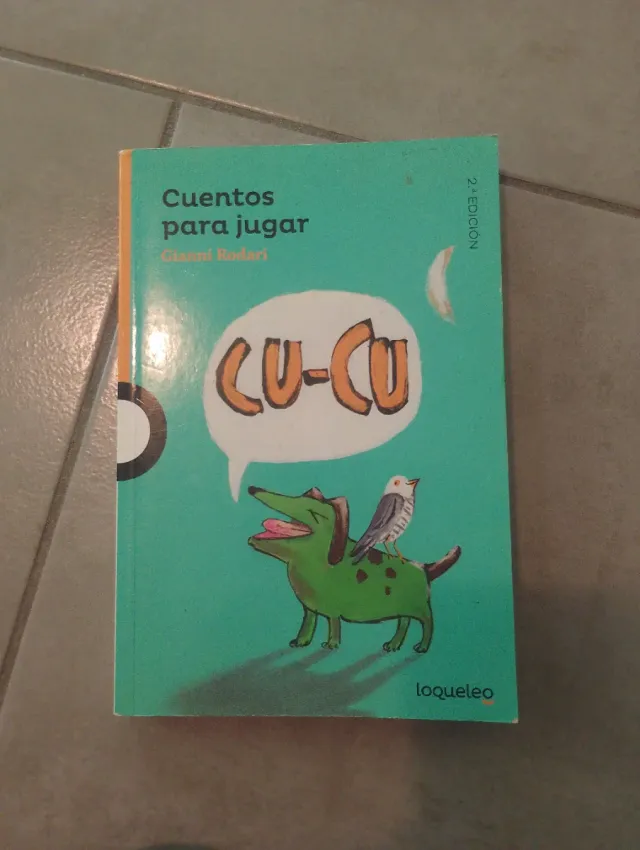 Cuentos
para jugar
Gianni Rodari
2.ª EDICIÓN
CU-CU
loqueleo